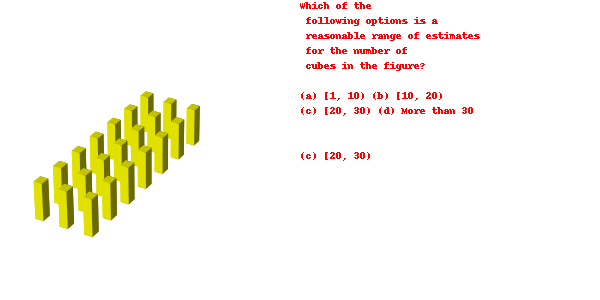 Which of the
following options is a
reasonable range of estimates
for the number of
cubes in the figure?
(a) [1, 10) (b) [10, 20)
(c) [20, 30) (d) More than 30
(c) [20, 30)